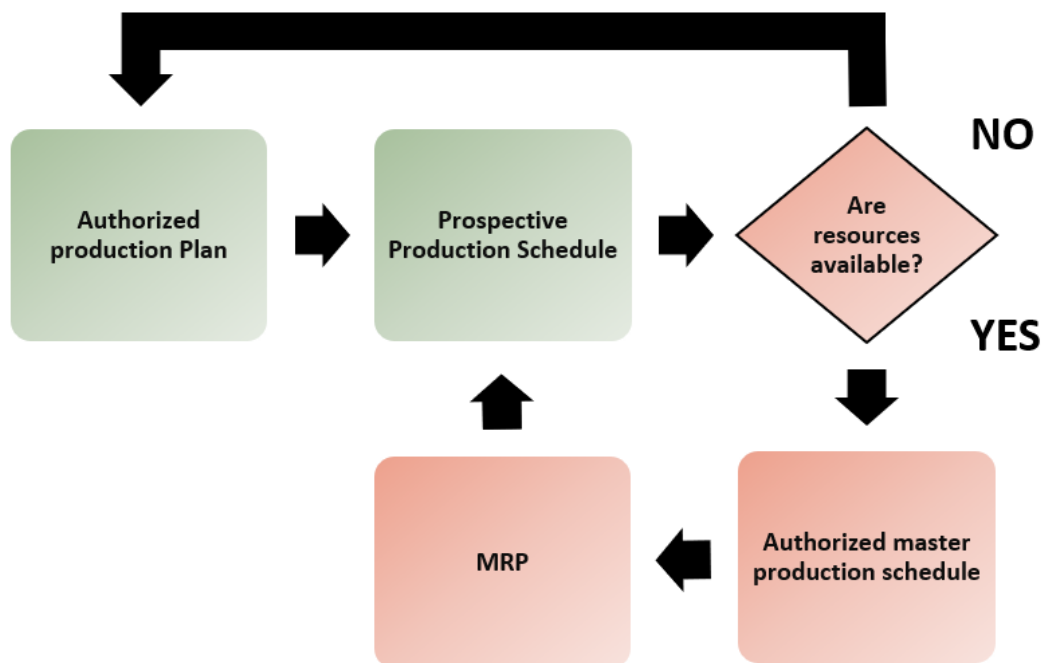 NO
Authorized
production Plan
Prospective
Production Schedule
Are
resources
available?
YES
MRP
Authorized master
production schedule